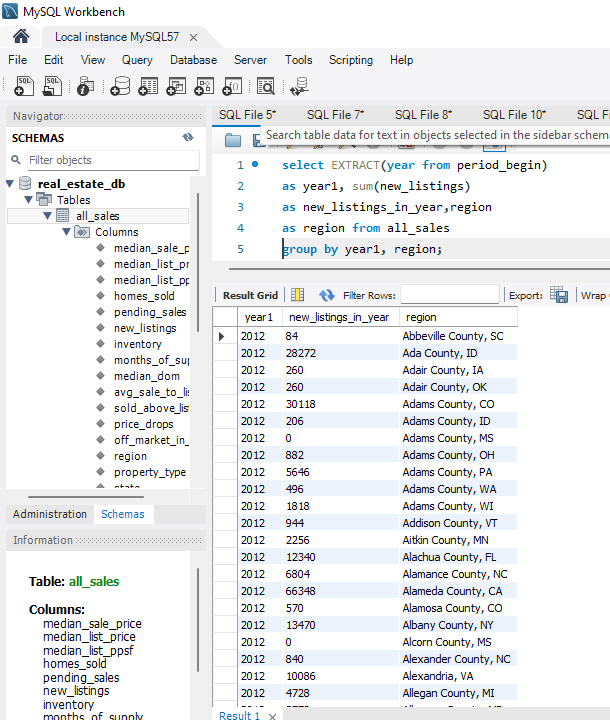 MySQL Workbench
Local instance MySQL57 ×
File Edit View Query Database Server Tools Scripting Help
Navigator
SCHEMAS
Filter objects
real_estate_db
Tables
all_sales
Columns
median_sale_p
median_list_pr
median_list_pp
homes_sold
pending_sales
new_listings
inventory
months_of_sup
median_dom
avg_sale_to_lis
sold_above_lis
price_drops
off_market_in_
region
property_type
Administration Schemas
Information
Table: all_sales
Columns:
median_sale_price
median_list_price
median_list_ppsf
homes_sold
pending_sales
new_listings
inventory
months_of_supply
SQL File 5* SQL File 7* SQL File 8* SQL File 10* SQL Fi
Search table data for text in objects selected in the sidebar schema
1 select EXTRACT(year from period_begin)
2 as year1, sum(new_listings)
3 as new_listings_in_year,region
4 as region from all_sales
5 group by year1, region;
Result Grid Filter Rows: Export: Wrap C
year1 new_listings_in_year region
2012 84 Abbeville County, SC
2012 28272 Ada County, ID
2012 260 Adair County, IA
2012 260 Adair County, OK
2012 30118 Adams County, CO
2012 206 Adams County, ID
2012 0 Adams County, MS
2012 882 Adams County, OH
2012 5646 Adams County, PA
2012 496 Adams County, WA
2012 1818 Adams County, WI
2012 944 Addison County, VT
2012 2256 Aitkin County, MN
2012 12340 Alachua County, FL
2012 6804 Alamance County, NC
2012 66348 Alameda County, CA
2012 570 Alamosa County, CO
2012 13470 Albany County, NY
2012 0 Alcorn County, MS
2012 840 Alexander County, NC
2012 10086 Alexandria, VA
2012 4728 Allegan County, MI
Result 1 ×